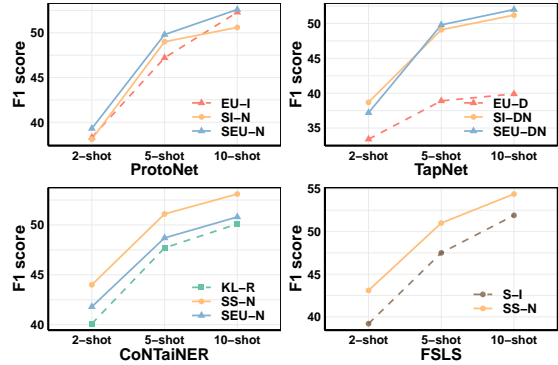 F1 score
50
45
40
EU–I
SI–N
SEU–N
2–shot 5–shot 10–shot
ProtoNet
F1 score
50
45
40
35
EU–D
SI–DN
SEU–DN
2–shot 5–shot 10–shot
TapNet
F1 score
50
45
40
KL–R
SS–N
SEU–N
2–shot 5–shot 10–shot
CoNTaiNER
F1 score
55
50
45
40
S–I
SS–N
2–shot 5–shot 10–shot
FSLS